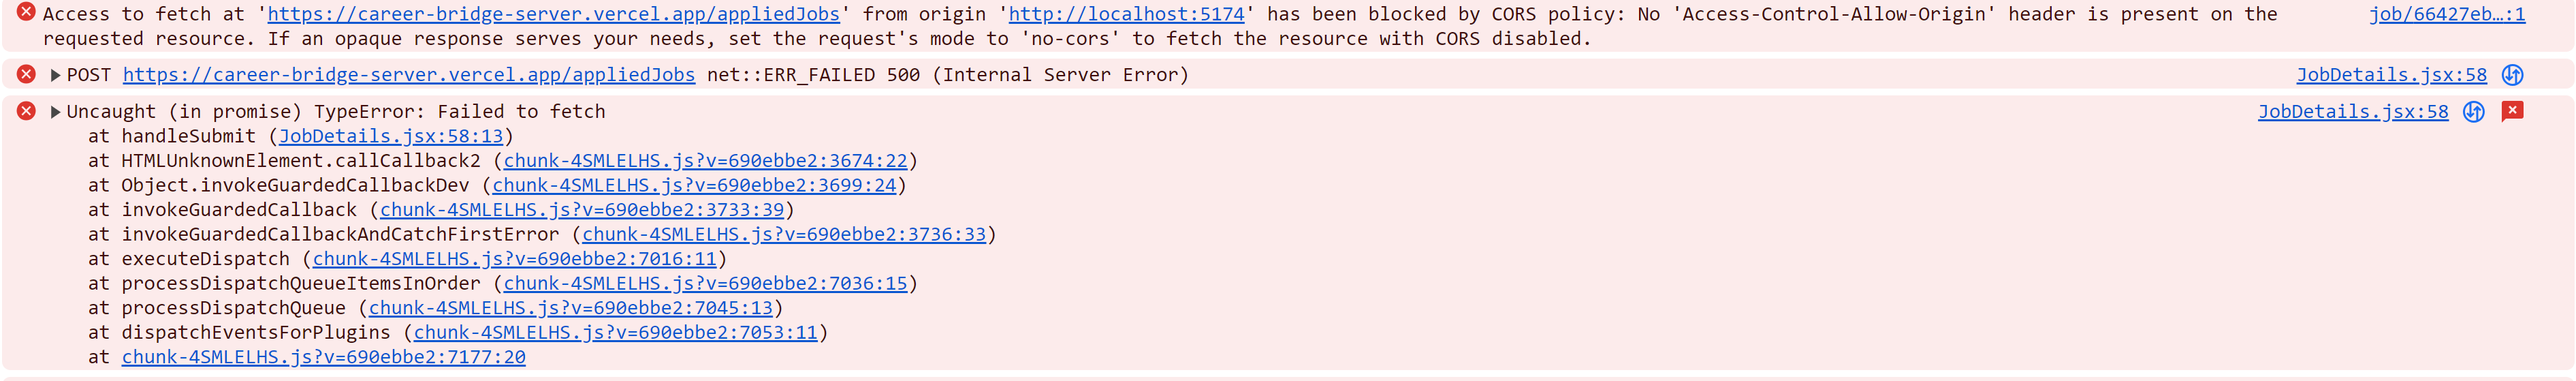 Access to fetch at 'https://career-bridge-server.vercel.app/appliedJobs' from origin 'http://localhost:5174' has been blocked by CORS policy: No 'Access-Control-Allow-Origin' header is present on the job/66427eb…:1
requested resource. If an opaque response serves your needs, set the request's mode to 'no-cors' to fetch the resource with CORS disabled.
POST https://career-bridge-server.vercel.app/appliedJobs net::ERR_FAILED 500 (Internal Server Error) JobDetails.jsx:58
Uncaught (in promise) TypeError: Failed to fetch JobDetails.jsx:58
at handleSubmit (JobDetails.jsx:58:13)
at HTMLUnknownElement.callCallback2 (chunk-4SMLELHS.js?v=690ebbe2:3674:22)
at Object.invokeGuardedCallbackDev (chunk-4SMLELHS.js?v=690ebbe2:3699:24)
at invokeGuardedCallback (chunk-4SMLELHS.js?v=690ebbe2:3733:39)
at invokeGuardedCallbackAndCatchFirstError (chunk-4SMLELHS.js?v=690ebbe2:3736:33)
at executeDispatch (chunk-4SMLELHS.js?v=690ebbe2:7016:11)
at processDispatchQueueItemsInOrder (chunk-4SMLELHS.js?v=690ebbe2:7036:15)
at processDispatchQueue (chunk-4SMLELHS.js?v=690ebbe2:7045:13)
at dispatchEventsForPlugins (chunk-4SMLELHS.js?v=690ebbe2:7053:11)
at chunk-4SMLELHS.js?v=690ebbe2:7177:20